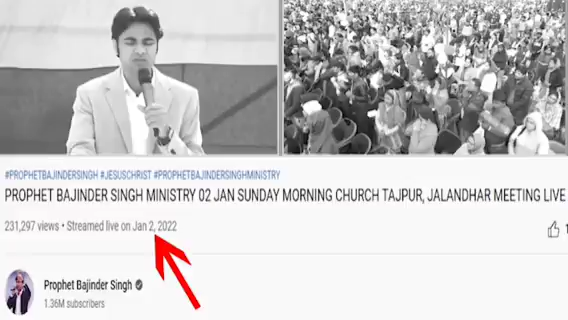 #PROPHETBAJINDERSINGH #JESUSCHRIST #PROPHETBAJINDERSINGHMINISTRY
PROPHET BAJINDER SINGH MINISTRY 02 JAN SUNDAY MORNING CHURCH TAJPUR, JALANDHAR MEETING LIVE
231,297 views • Streamed live on Jan 2, 2022
1
Prophet Bajinder Singh
1.36M subscribers